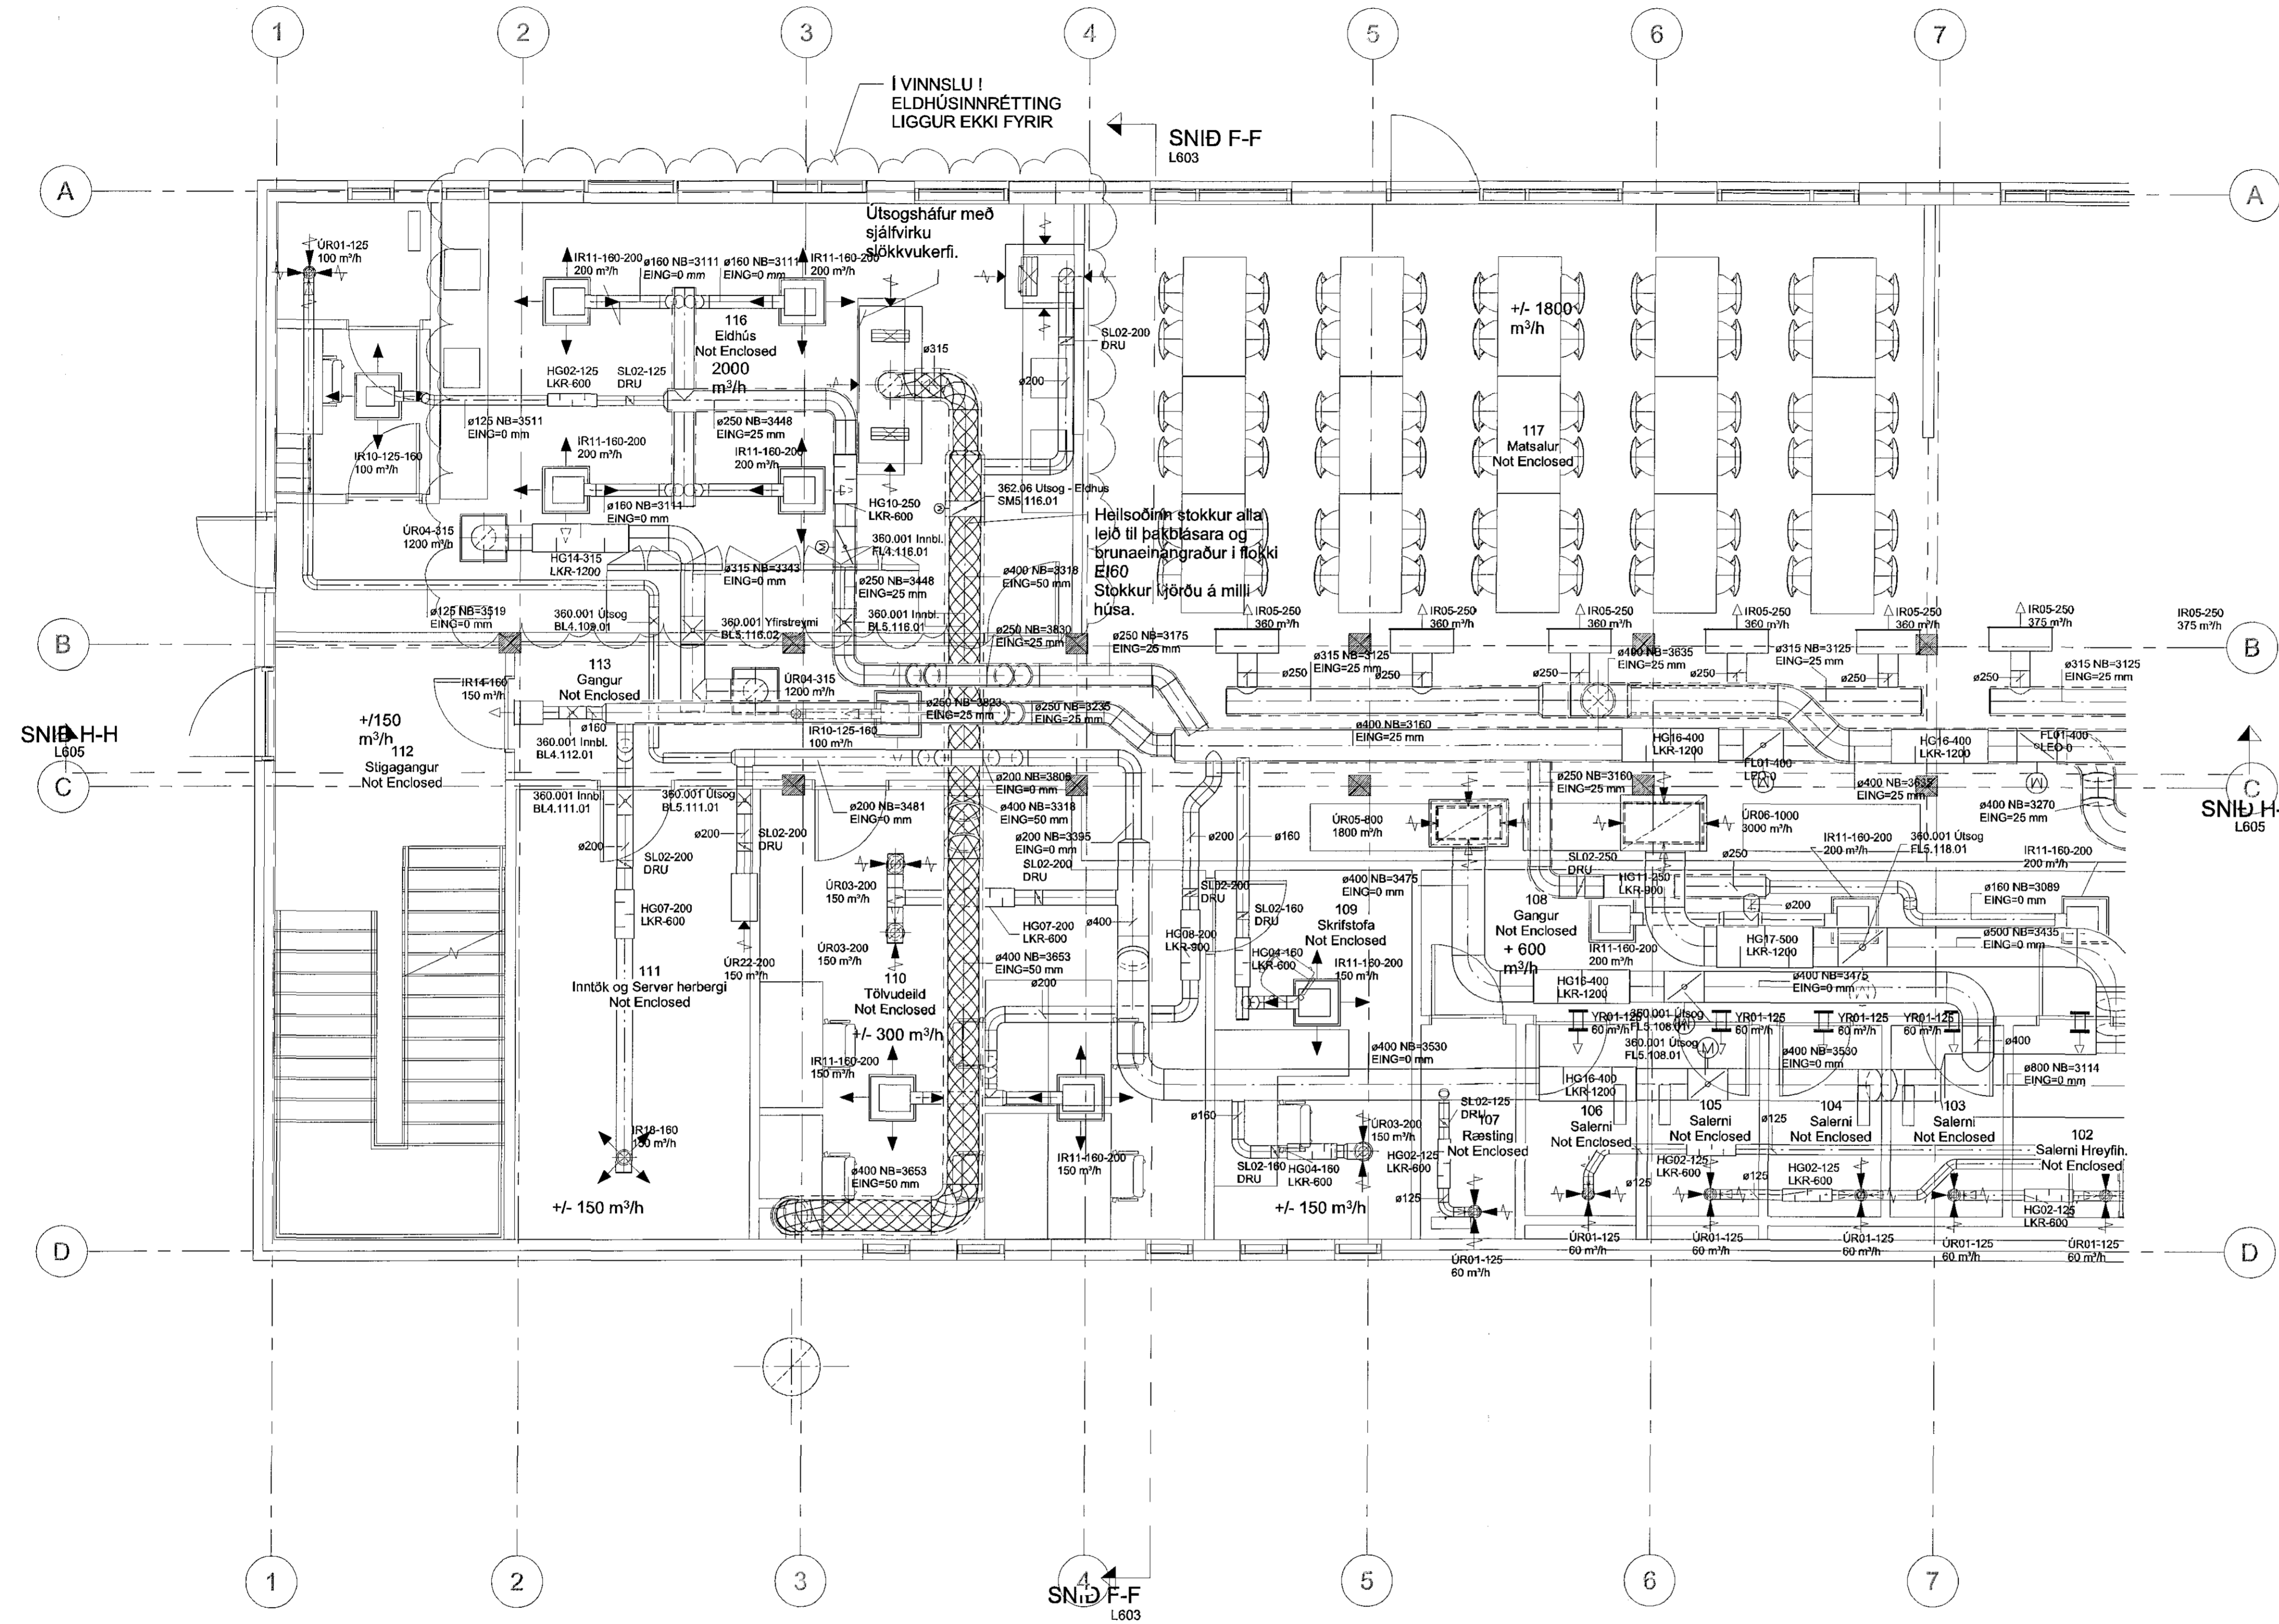 1
2
3
4
5
6
7
Í VINNSLU !
ELDHÚSINNRÉTTING
LIGGUR EKKI FYRIR
SNIÐ F-F
L603
A
A
Útsogsháfur með
sjálfvirku
slökkvukerfi.
ÚR01-125
100 m³/h
IR11-160-200
200 m³/h
ø160 NB=3111
EING=0 mm
ø160 NB=3111
EING=0 mm
IR11-160-200
200 m³/h
116
Eldhús
Not Enclosed
2000
m³/h
ø315
SL02-200
DRU
ø200
+/- 1800
m³/h
HG02-125
LKR-600
SL02-125
DRU
ø125 NB=3511
EING=0 mm
ø250 NB=3448
EING=25 mm
IR10-125-160
100 m³/h
IR11-160-200
200 m³/h
IR11-160-200
200 m³/h
117
Matsalur
Not Enclosed
ø160 NB=3111
EING=0 mm
HG10-250
LKR-600
362.06 Utsog - Eldhus
SM5.116.01
ÚR04-315
1200 m³/h
HG14-315
LKR-1200
M
360.001 Innbl.
FL4.116.01
Heilsoðinn stokkur alla
leið til þakblásara og
brunaeinangraður i flokki
EI60
Stokkur í jörðu á milli
húsa.
ø315 NB=3343
EING=0 mm
ø250 NB=3448
EING=25 mm
ø400 NB=3318
EING=50 mm
ø125 NB=3519
EING=0 mm
360.001 Útsog
BL4.109.01
360.001 Yfirstreymi
BL5.116.02
360.001 Innbl.
BL5.116.01
ø250 NB=3830
EING=25 mm
ø250 NB=3175
EING=25 mm
IR05-250
360 m³/h
IR05-250
360 m³/h
IR05-250
360 m³/h
IR05-250
360 m³/h
IR05-250
360 m³/h
IR05-250
375 m³/h
IR05-250
375 m³/h
B
B
113
Gangur
Not Enclosed
ø315 NB=3125
EING=25 mm
ø250
ø250
ø400 NB=3635
EING=25 mm
ø250
ø250
ø315 NB=3125
EING=25 mm
ø250
ø250
ø315 NB=3125
EING=25 mm
IR14-160
150 m³/h
ÚR04-315
1200 m³/h
ø250 NB=3823
EING=25 mm
ø250 NB=3235
EING=25 mm
+/150
m³/h
112
Stigagangur
Not Enclosed
SNIÐ H-H
L605
ø160
360.001 Innbl.
BL4.112.01
IR10-125-160
100 m³/h
ø400 NB=3160
EING=25 mm
HG16-400
LKR-1200
FL01-400
LEO-0
M
HG16-400
LKR-1200
FL01-400
LEO-0
M
C
C
SNIÐ H-
L605
360.001 Innbl.
BL4.111.01
360.001 Útsog
BL5.111.01
ø200 NB=3481
EING=0 mm
ø200 NB=3809
EING=0 mm
ø400 NB=3318
EING=50 mm
ø200 NB=3395
EING=0 mm
SL02-200
DRU
ø250 NB=3160
EING=25 mm
ø400 NB=3635
EING=25 mm
ø400 NB=3270
EING=25 mm
ø200
SL02-200
DRU
ø200
SL02-200
DRU
ø200
ø160
ÚR05-800
1800 m³/h
ÚR06-1000
3000 m³/h
IR11-160-200
200 m³/h
360.001 Útsog
FL5.118.01
IR11-160-200
200 m³/h
SL02-250
DRU
ø250
HG11-250
LKR-900
ÚR03-200
150 m³/h
HG07-200
LKR-600
HG07-200
LKR-600
ø400
SL02-200
DRU
SL02-160
DRU
ø400 NB=3475
EING=0 mm
109
Skrifstofa
Not Enclosed
108
Gangur
Not Enclosed
+ 600
m³/h
ø200
ø160 NB=3089
EING=0 mm
IR11-160-200
200 m³/h
HG17-500
LKR-1200
ø500 NB=3435
EING=0 mm
HG08-200
LKR-900
HG04-160
LKR-600
IR11-160-200
150 m³/h
ÚR03-200
150 m³/h
ÚR22-200
150 m³/h
ø400 NB=3653
EING=50 mm
111
Inntök og Server herbergi
Not Enclosed
110
Tölvudeild
Not Enclosed
+/- 300 m³/h
ø200
HG16-400
LKR-1200
ø400 NB=3475
EING=0 mm
YR01-125
60 m³/h
360.001 Útsog
FL5.108.01
M
YR01-125
60 m³/h
YR01-125
60 m³/h
YR01-125
60 m³/h
360.001 Útsog
FL5.108.01
M
ø400
ø400 NB=3530
EING=0 mm
ø400 NB=3530
EING=0 mm
ø800 NB=3114
EING=0 mm
IR11-160-200
150 m³/h
HG16-400
LKR-1200
ø160
SL02-125
DRU
107
Ræsting
Not Enclosed
106
Salerni
Not Enclosed
105
Salerni
Not Enclosed
ø125
104
Salerni
Not Enclosed
103
Salerni
Not Enclosed
102
Salerni Hreyfih.
Not Enclosed
IR18-160
150 m³/h
ÚR03-200
150 m³/h
HG02-125
LKR-600
IR11-160-200
150 m³/h
ø400 NB=3653
EING=50 mm
SL02-160
DRU
HG04-160
LKR-600
HG02-125
LKR-600
HG02-125
LKR-600
ø125
ø125
ø125
HG02-125
LKR-600
+/- 150 m³/h
+/- 150 m³/h
D
D
ÚR01-125
60 m³/h
ÚR01-125
60 m³/h
ÚR01-125
60 m³/h
ÚR01-125
60 m³/h
ÚR01-125
60 m³/h
ÚR01-125
60 m³/h
1
2
3
4
5
6
7
SNIÐ F-F
L603